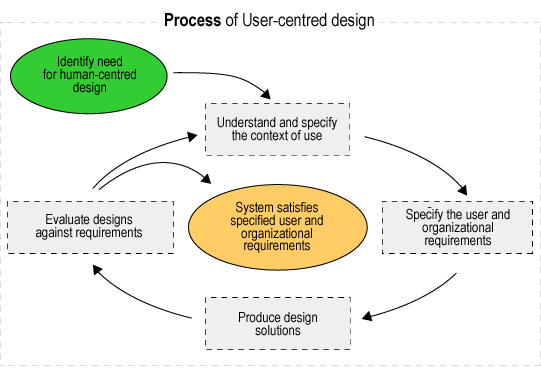 Process of User-centred design
Identify need
for human-centred
design
Understand and specify
the context of use
Evaluate designs
against requirements
System satisfies
specified user and
organizational
requirements
Specify the user and
organizational
requirements
Produce design
solutions